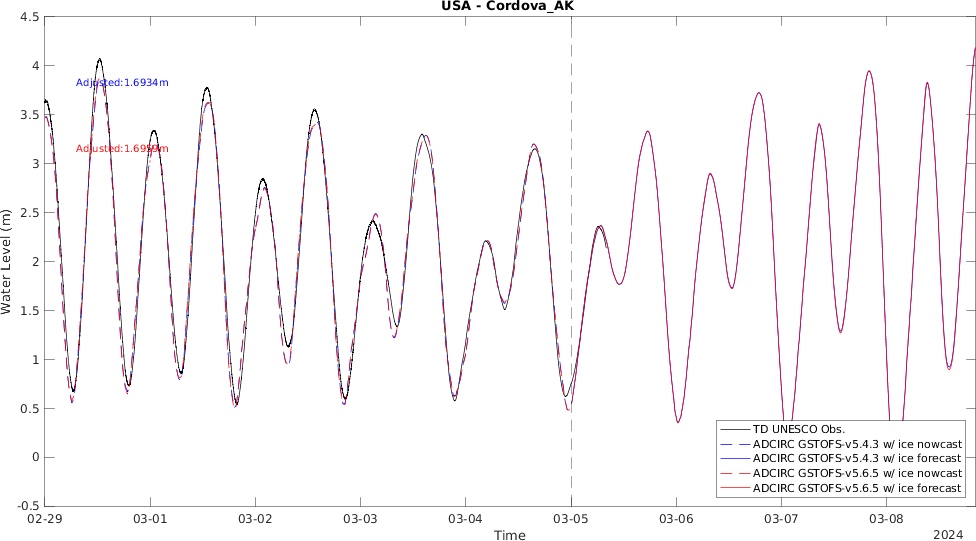 USA - Cordova_AK
4.5
4
3.5
3
2.5
2
1.5
1
0.5
0
-0.5
Water Level (m)
Adjusted:1.6934m
Adjusted:1.6959m
TD UNESCO Obs.
ADCIRC GSTOFS-v5.4.3 w/ ice nowcast
ADCIRC GSTOFS-v5.4.3 w/ ice forecast
ADCIRC GSTOFS-v5.6.5 w/ ice nowcast
ADCIRC GSTOFS-v5.6.5 w/ ice forecast
02-29 03-01 03-02 03-03 03-04 03-05 03-06 03-07 03-08
Time
2024